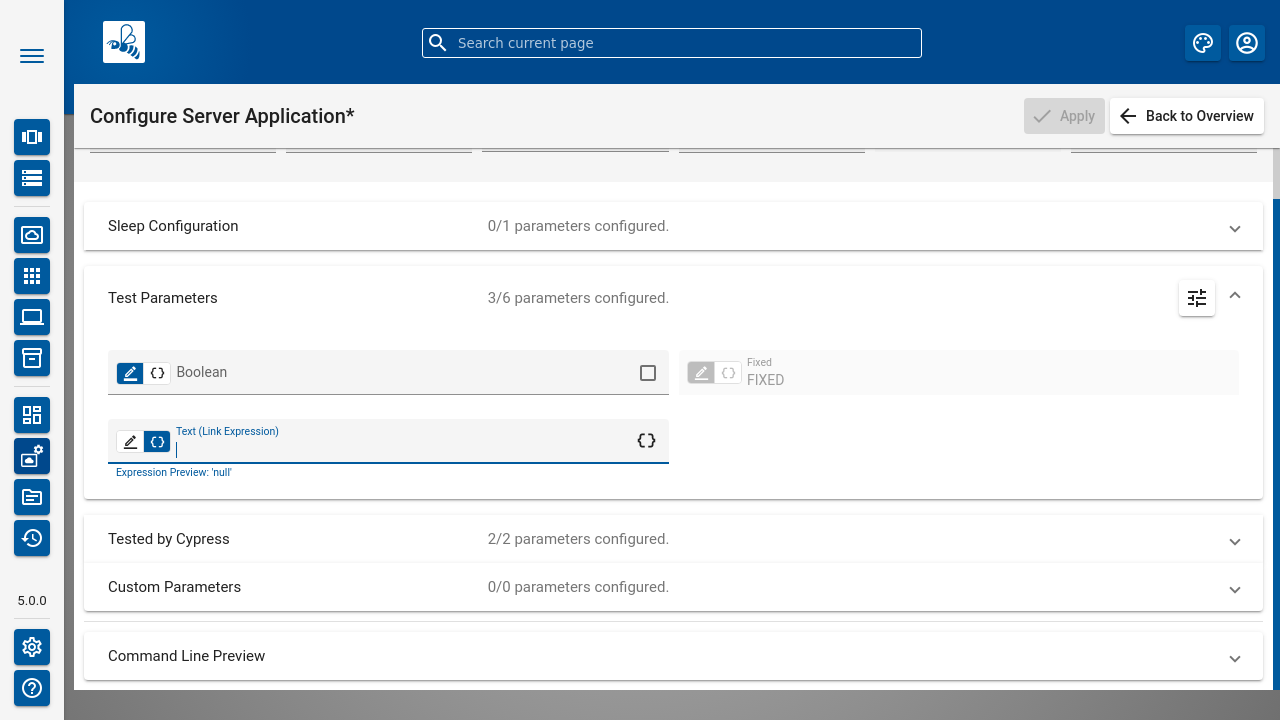 Search current page
Configure Server Application*
Apply
Back to Overview
Sleep Configuration
0/1 parameters configured.
Test Parameters
3/6 parameters configured.
Boolean
Fixed
FIXED
Text (Link Expression)
Expression Preview: 'null'
Tested by Cypress
2/2 parameters configured.
Custom Parameters
0/0 parameters configured.
5.0.0
Command Line Preview